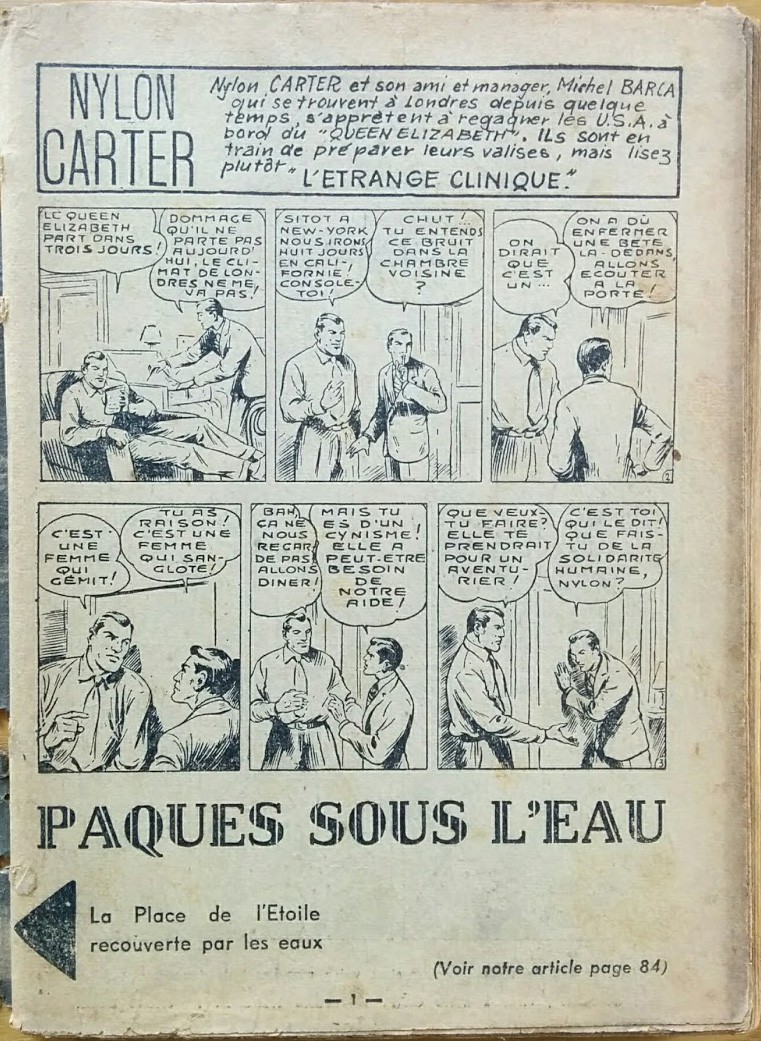 NYLON
CARTER
Nylon CARTER et son ami et manager, Michel BARCA
qui se trouvent à Londres depuis quelque
temps, s'apprêtent à regagner les U.S.A. à
bord du "QUEEN ELIZABETH". ILs sont en
train de préparer leurs valises, mais lisez
plutôt "L'ETRANGE CLINIQUE."
LE QUEEN
ELIZABETH
PART DANS
TROIS JOURS!
DOMMAGE
QU'IL NE
PARTE PAS
AUJOURD'
HUI, LE CLI-
MAT DE LON-
DRES NE ME
VA PAS!
SITOT A
NEW-YORK
NOUS IRONS
HUIT JOURS
EN CALI-
FORNIE!
CONSOLE-
TOI!
CHUT!
TU ENTENDS
CE BRUIT
DANS LA
CHAMBRE
VOISINE
?
ON
DIRAIT
QUE
C'EST
UN ...
ON A DÛ
ENFERMER
UNE BETE
LA-DEDANS,
ALLONS
ECOUTER
A LA
PORTE!
2
C'EST
UNE
FEMME
QUI
GÉMIT!
TU AS
RAISON!
C'EST UNE
FEMME
QUI SAN-
GLOTE!
BAH,
ÇA NE
NOUS
REGAR
DE PAS
ALLONS
DINER!
MAIS TU
ES D'UN
CYNISME!
ELLE A
PEUT-ETRE
BESOIN
DE
NOTRE
AIDE!
QUE VEUX-
TU FAIRE?
ELLE TE
PRENDRAIT
POUR UN
AVENTU-
RIER!
C'EST TOI
QUI LE DIT!
QUE FAIS-
TU DE LA
SOLIDARITE
HUMAINE,
NYLON?
3
PAQUES SOUS L'EAU
La Place de l'Etoile
recouverte par les eaux
(Voir notre article page 84)
— 1 —